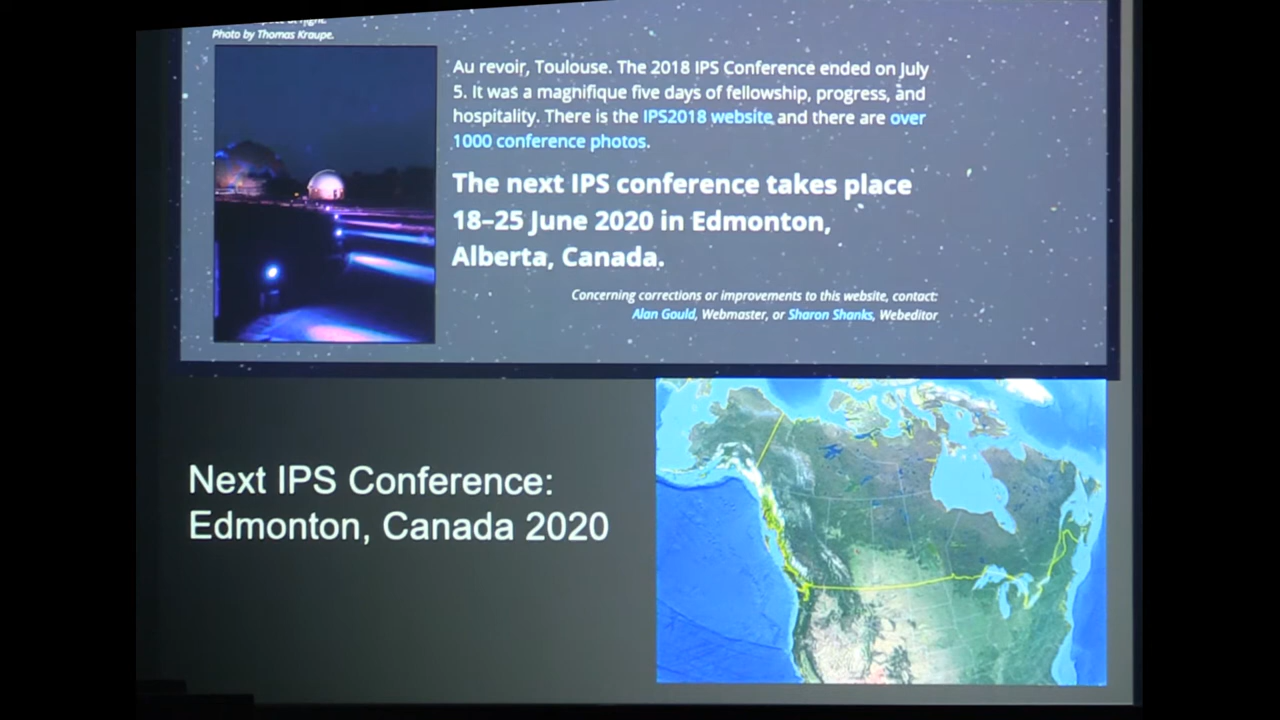 Photo by Thomas Kraupe.
Au revoir, Toulouse. The 2018 IPS Conference ended on July
5. It was a magnifique five days of fellowship, progress, and
hospitality. There is the IPS2018 website and there are over
1000 conference photos.
The next IPS conference takes place
18–25 June 2020 in Edmonton,
Alberta, Canada.
Concerning corrections or improvements to this website, contact:
Alan Gould, Webmaster, or Sharon Shanks, Webeditor
Next IPS Conference:
Edmonton, Canada 2020